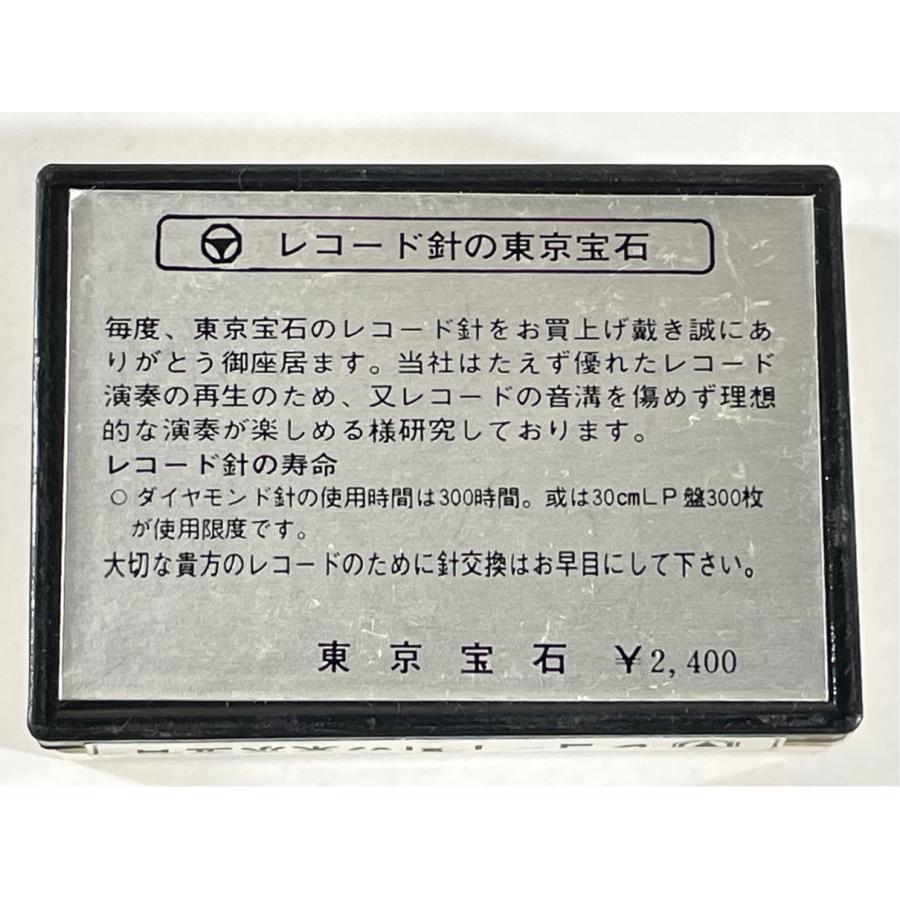 レコード針の東京宝石
毎度、東京宝石のレコード針をお買上げ戴き誠にあ
りがとう御座居ます。当社はたえず優れたレコード
演奏の再生のため、又レコードの音溝を傷めず理想
的な演奏が楽しめる様研究しております。
レコード針の寿命
○ダイヤモンド針の使用時間は300時間。或は30cmLP盤300枚
が使用限度です。
大切な貴方のレコードのために針交換はお早目にして下さい。
東京宝石 ¥2,400